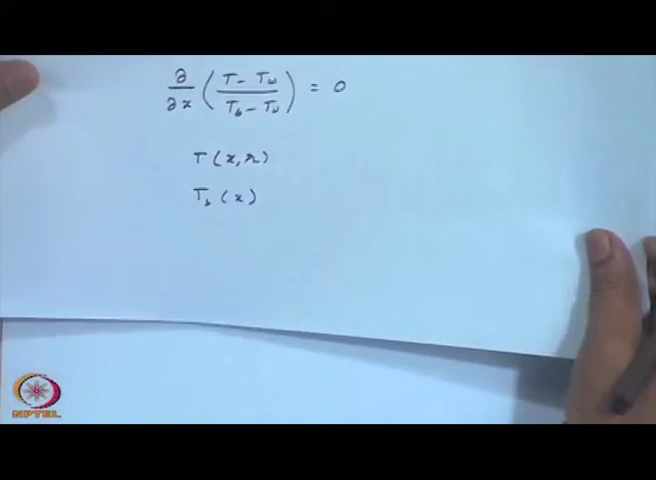 ∂/∂x ( (T - Tw) / (Tb - Tw) ) = 0
T (x, r)
Tb (x)
NPTEL